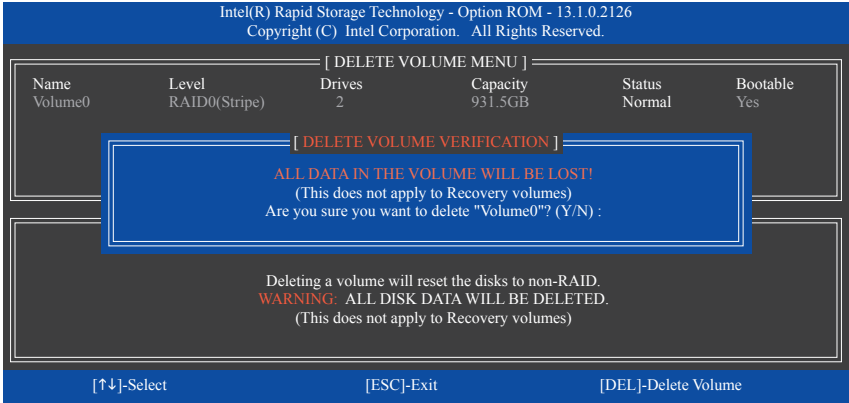 Intel(R) Rapid Storage Technology - Option ROM - 13.1.0.2126
Copyright (C) Intel Corporation. All Rights Reserved.
[ DELETE VOLUME MENU ]
Name Level Drives Capacity Status Bootable
Volume0 RAID0(Stripe) 2 931.5GB Normal Yes
[ DELETE VOLUME VERIFICATION ]
ALL DATA IN THE VOLUME WILL BE LOST!
(This does not apply to Recovery volumes)
Are you sure you want to delete "Volume0"? (Y/N) :
Deleting a volume will reset the disks to non-RAID.
WARNING: ALL DISK DATA WILL BE DELETED.
(This does not apply to Recovery volumes)
[↑↓]-Select [ESC]-Exit [DEL]-Delete Volume